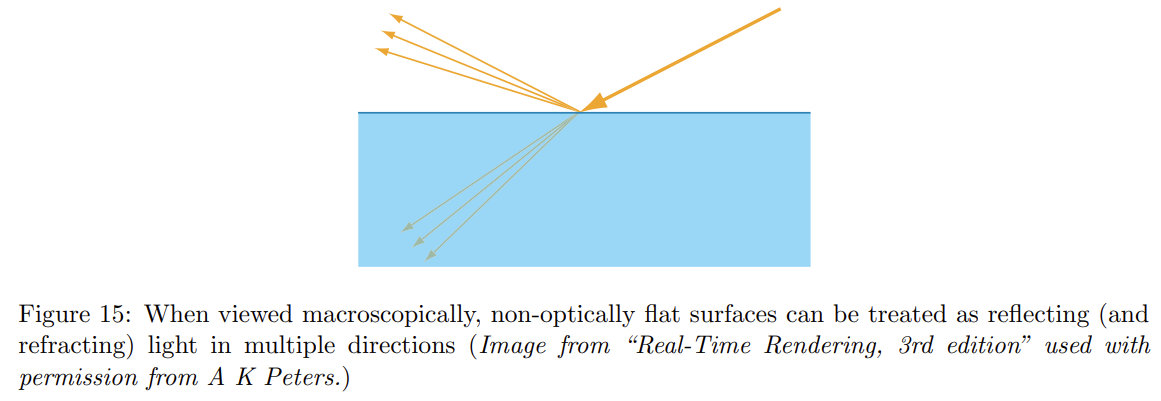 Figure 15: When viewed macroscopically, non-optically flat surfaces can be treated as reflecting (and
refracting) light in multiple directions (Image from “Real-Time Rendering, 3rd edition” used with
permission from A K Peters.)